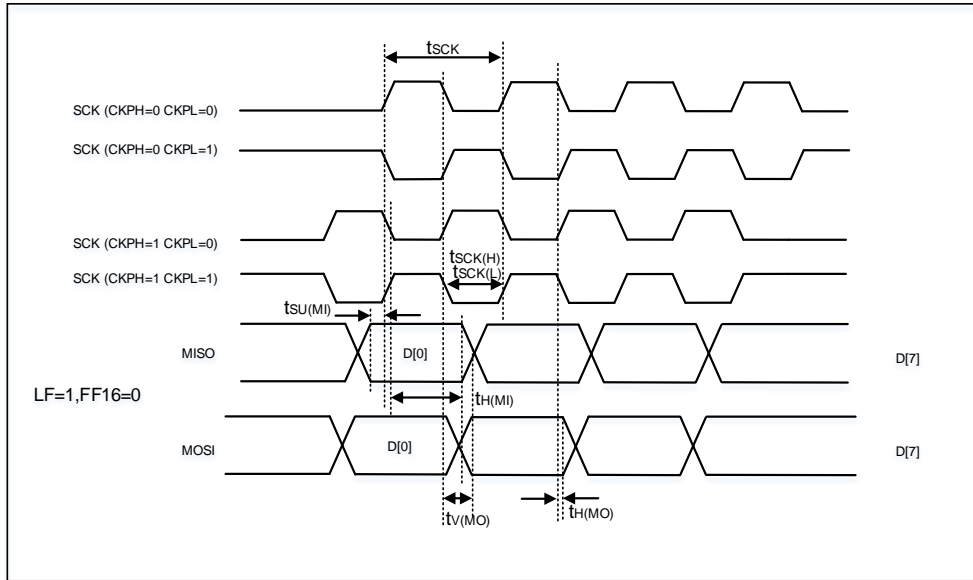 tSCK
SCK (CKPH=0 CKPL=0)
SCK (CKPH=0 CKPL=1)
SCK (CKPH=1 CKPL=0)
tSCK(H)
SCK (CKPH=1 CKPL=1)
tSCK(L)
tSU(MI)
MISO
D[0]
D[7]
LF=1,FF16=0
tH(MI)
MOSI
D[0]
D[7]
tV(MO)
tH(MO)